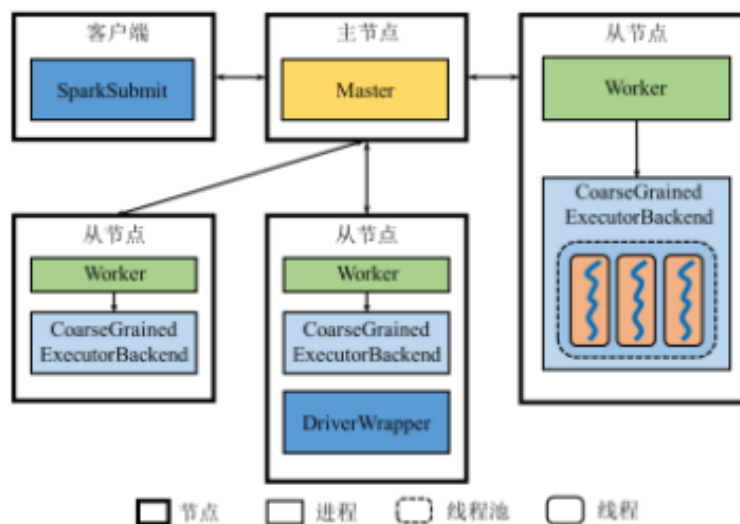 客户端
SparkSubmit
主节点
Master
从节点
Worker
CoarseGrained
ExecutorBackend
从节点
Worker
CoarseGrained
ExecutorBackend
从节点
Worker
CoarseGrained
ExecutorBackend
DriverWrapper
节点
进程
线程池
线程